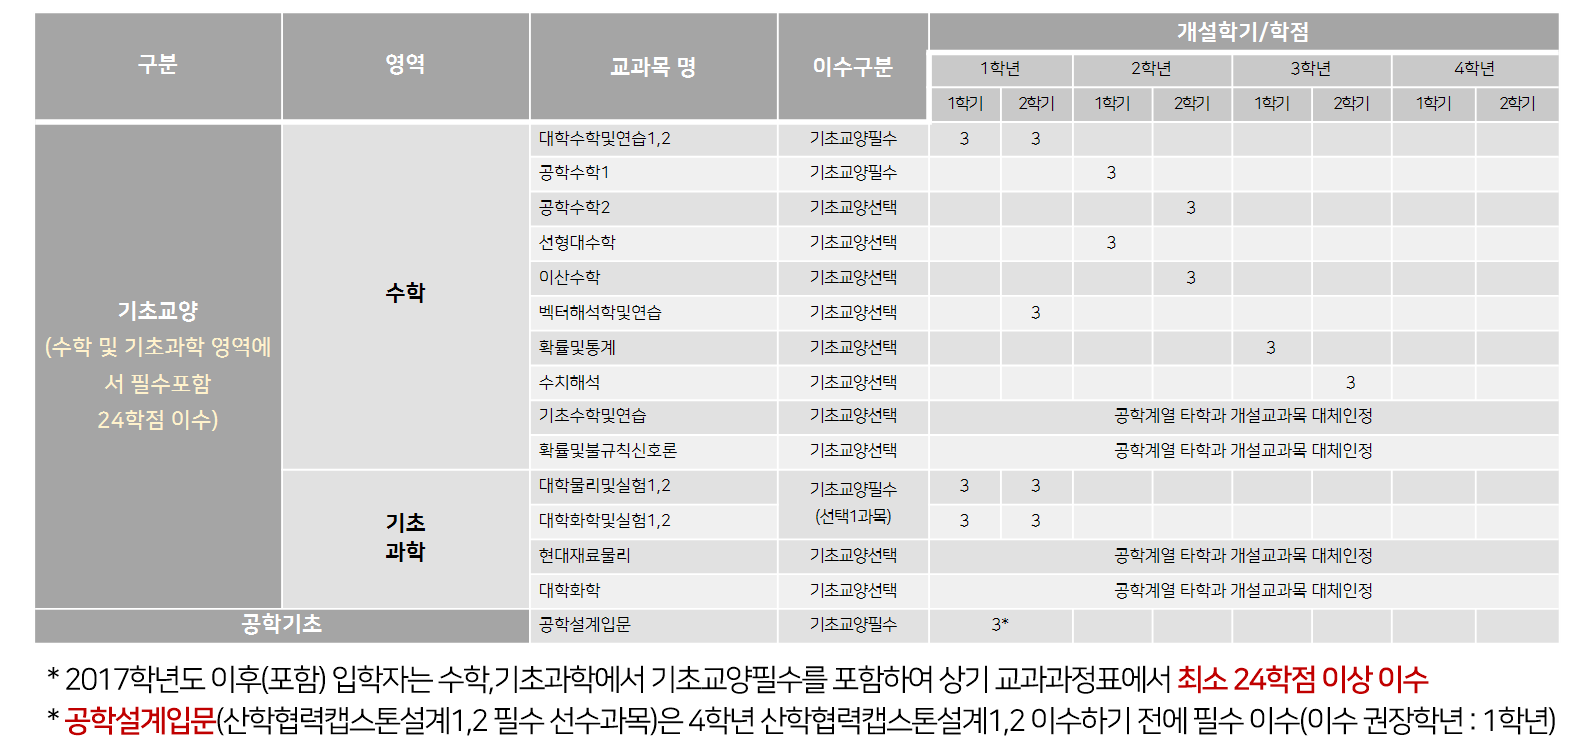 구분 영역 교과목 명 이수구분 개설학기/학점
1학년 2학년 3학년 4학년
1학기 2학기 1학기 2학기 1학기 2학기 1학기 2학기
기초교양
(수학 및 기초과학 영역에
서 필수포함
24학점 이수)
수학
대학수학및연습1,2 기초교양필수 3 3
공학수학1 기초교양필수 3
공학수학2 기초교양선택 3
선형대수학 기초교양선택 3
이산수학 기초교양선택 3
벡터해석학및연습 기초교양선택 3
확률및통계 기초교양선택 3
수치해석 기초교양선택 3
기초수학및연습 기초교양선택 공학계열 타학과 개설교과목 대체인정
확률및불규칙신호론 기초교양선택 공학계열 타학과 개설교과목 대체인정
기초
과학
대학물리및실험1,2 기초교양필수 3 3
대학화학및실험1,2 (선택1과목) 3 3
현대재료물리 기초교양선택 공학계열 타학과 개설교과목 대체인정
대학화학 기초교양선택 공학계열 타학과 개설교과목 대체인정
공학기초 공학설계입문 기초교양필수 3*
* 2017학년도 이후(포함) 입학자는 수학,기초과학에서 기초교양필수를 포함하여 상기 교과과정표에서 최소 24학점 이상 이수
* 공학설계입문(산학협력캡스톤설계1,2 필수 선수과목)은 4학년 산학협력캡스톤설계1,2 이수하기 전에 필수 이수(이수 권장학년 : 1학년)